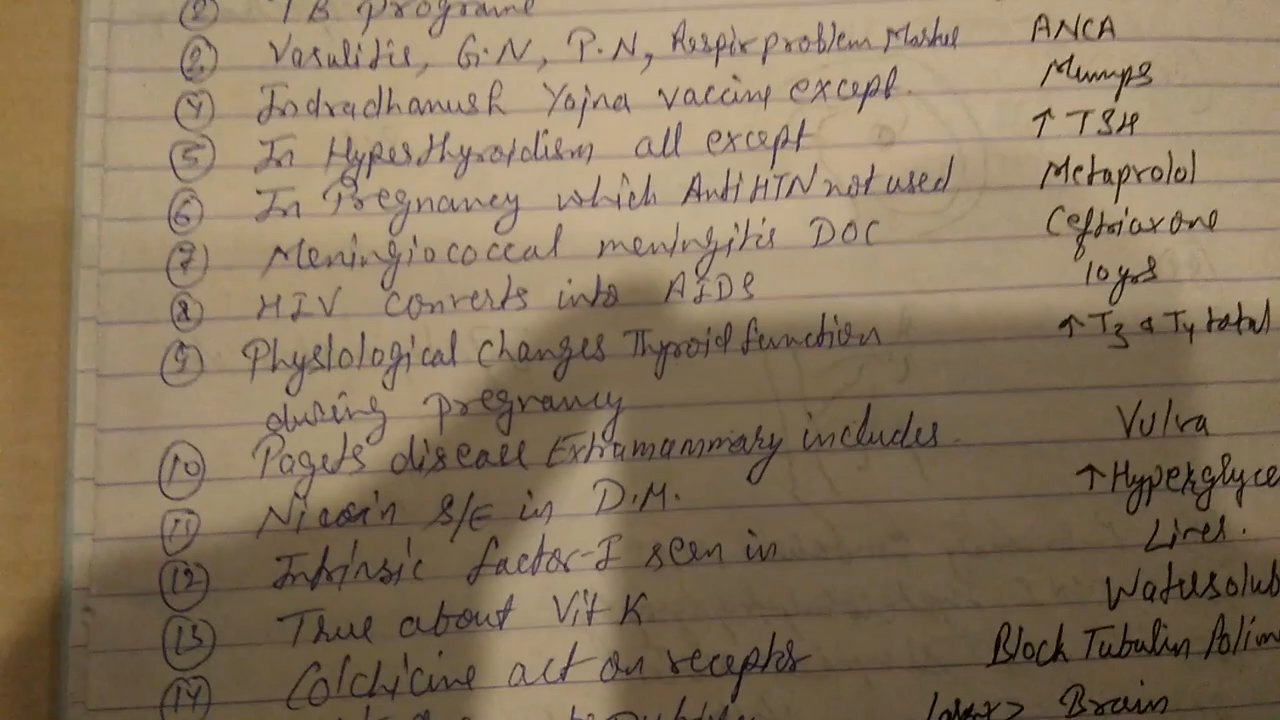 ② TB programe
③ Vasulitis, G.N, P.N, Respir problem Marker ANCA
④ Indradhanush Yojna vaccine except. Mumps
⑤ In Hyperthyroidism all except ↑ TSH
⑥ In Pregnancy which Anti HTN not used Metaprolol
⑦ Meningiococcal meningitis DOC Ceftriaxone
⑧ HIV converts into AIDS 10 yrs
⑨ Physiological changes Thyroid function ↑ T3 & T4 total
during pregnancy
⑩ Pagets disease Extramammary includes. Vulva
⑪ Niacin S/E in D.M. ↑ Hyperglyce
⑫ Intrinsic factor-I seen in Liver.
⑬ True about Vit K Watersolub
⑭ Colchicine act on receptor Block Tubulin Polim
Brain